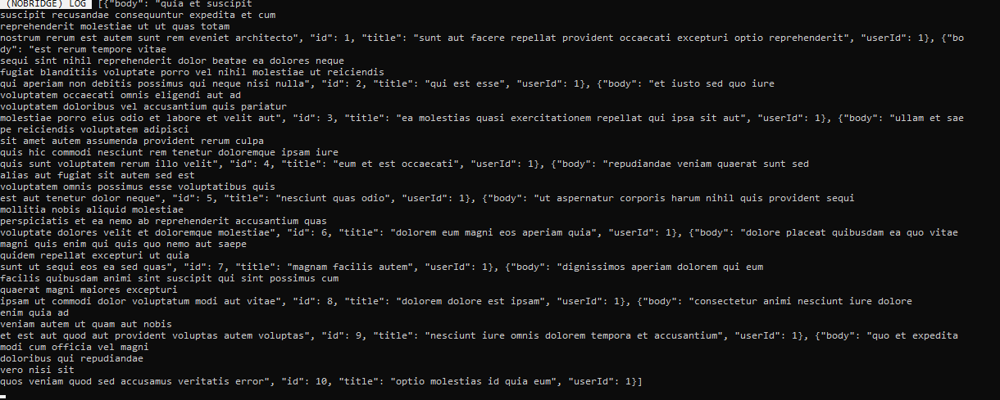 (NOBRIDGE) LOG  [{"body": "quia et suscipit
suscipit recusandae consequuntur expedita et cum
reprehenderit molestiae ut ut quas totam
nostrum rerum est autem sunt rem eveniet architecto", "id": 1, "title": "sunt aut facere repellat provident occaecati excepturi optio reprehenderit", "userId": 1}, {"bo
dy": "est rerum tempore vitae
sequi sint nihil reprehenderit dolor beatae ea dolores neque
fugiat blanditiis voluptate porro vel nihil molestiae ut reiciendis
qui aperiam non debitis possimus qui neque nisi nulla", "id": 2, "title": "qui est esse", "userId": 1}, {"body": "et iusto sed quo iure
voluptatem occaecati omnis eligendi aut ad
voluptatem doloribus vel accusantium quis pariatur
molestiae porro eius odio et labore et velit aut", "id": 3, "title": "ea molestias quasi exercitationem repellat qui ipsa sit aut", "userId": 1}, {"body": "ullam et sae
pe reiciendis voluptatem adipisci
sit amet autem assumenda provident rerum culpa
quis hic commodi nesciunt rem tenetur doloremque ipsam iure
quis sunt voluptatem rerum illo velit", "id": 4, "title": "eum et est occaecati", "userId": 1}, {"body": "repudiandae veniam quaerat sunt sed
alias aut fugiat sit autem sed est
voluptatem omnis possimus esse voluptatibus quis
est aut tenetur dolor neque", "id": 5, "title": "nesciunt quas odio", "userId": 1}, {"body": "ut aspernatur corporis harum nihil quis provident sequi
mollitia nobis aliquid molestiae
perspiciatis et ea nemo ab reprehenderit accusantium quas
voluptate dolores velit et doloremque molestiae", "id": 6, "title": "dolorem eum magni eos aperiam quia", "userId": 1}, {"body": "dolore placeat quibusdam ea quo vitae
magni quis enim qui quis quo nemo aut saepe
quidem repellat excepturi ut quia
sunt ut sequi eos ea sed quas", "id": 7, "title": "magnam facilis autem", "userId": 1}, {"body": "dignissimos aperiam dolorem qui eum
facilis quibusdam animi sint suscipit qui sint possimus cum
quaerat magni maiores excepturi
ipsam ut commodi dolor voluptatum modi aut vitae", "id": 8, "title": "dolorem dolore est ipsam", "userId": 1}, {"body": "consectetur animi nesciunt iure dolore
enim quia ad
veniam autem ut quam aut nobis
et est aut quod aut provident voluptas autem voluptas", "id": 9, "title": "nesciunt iure omnis dolorem tempora et accusantium", "userId": 1}, {"body": "quo et expedita
modi cum officia vel magni
doloribus qui repudiandae
vero nisi sit
quos veniam quod sed accusamus veritatis error", "id": 10, "title": "optio molestias id quia eum", "userId": 1}]